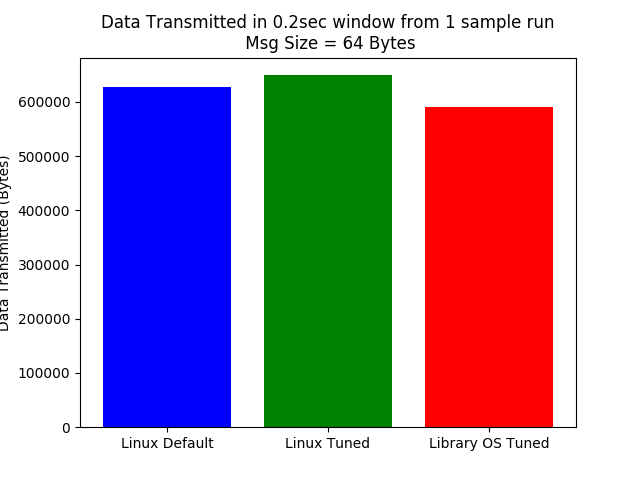 Data Transmitted in 0.2sec window from 1 sample run
Msg Size = 64 Bytes
Data Transmitted (Bytes)
600000
500000
400000
300000
200000
100000
0
Linux Default
Linux Tuned
Library OS Tuned